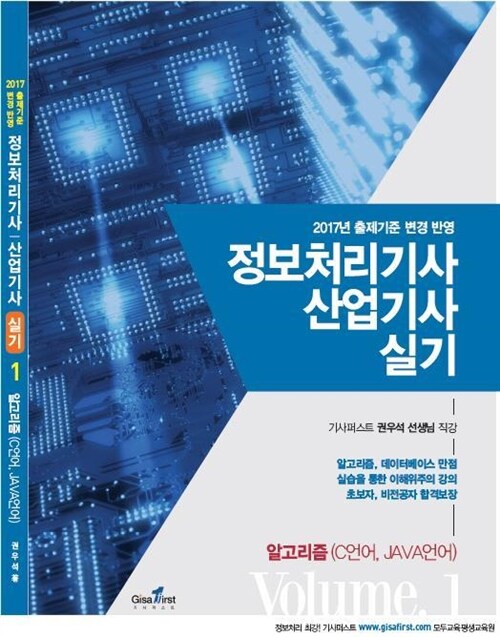 2017 출제기준
변경 반영
정보처리기사
산업기사
실기
1
알고리즘 (C언어, JAVA언어)
권우석 著
2017년 출제기준 변경 반영
정보처리기사
산업기사
실기
기사퍼스트 권우석 선생님 직강
알고리즘, 데이터베이스 만점
실습을 통한 이해위주의 강의
초보자, 비전공자 합격보장
알고리즘 (C언어, JAVA언어)
Volume. 1
Gisa 1 first
기사퍼스트
정보처리 최강! 기사퍼스트 www.gisafirst.com 모두교육평생교육원